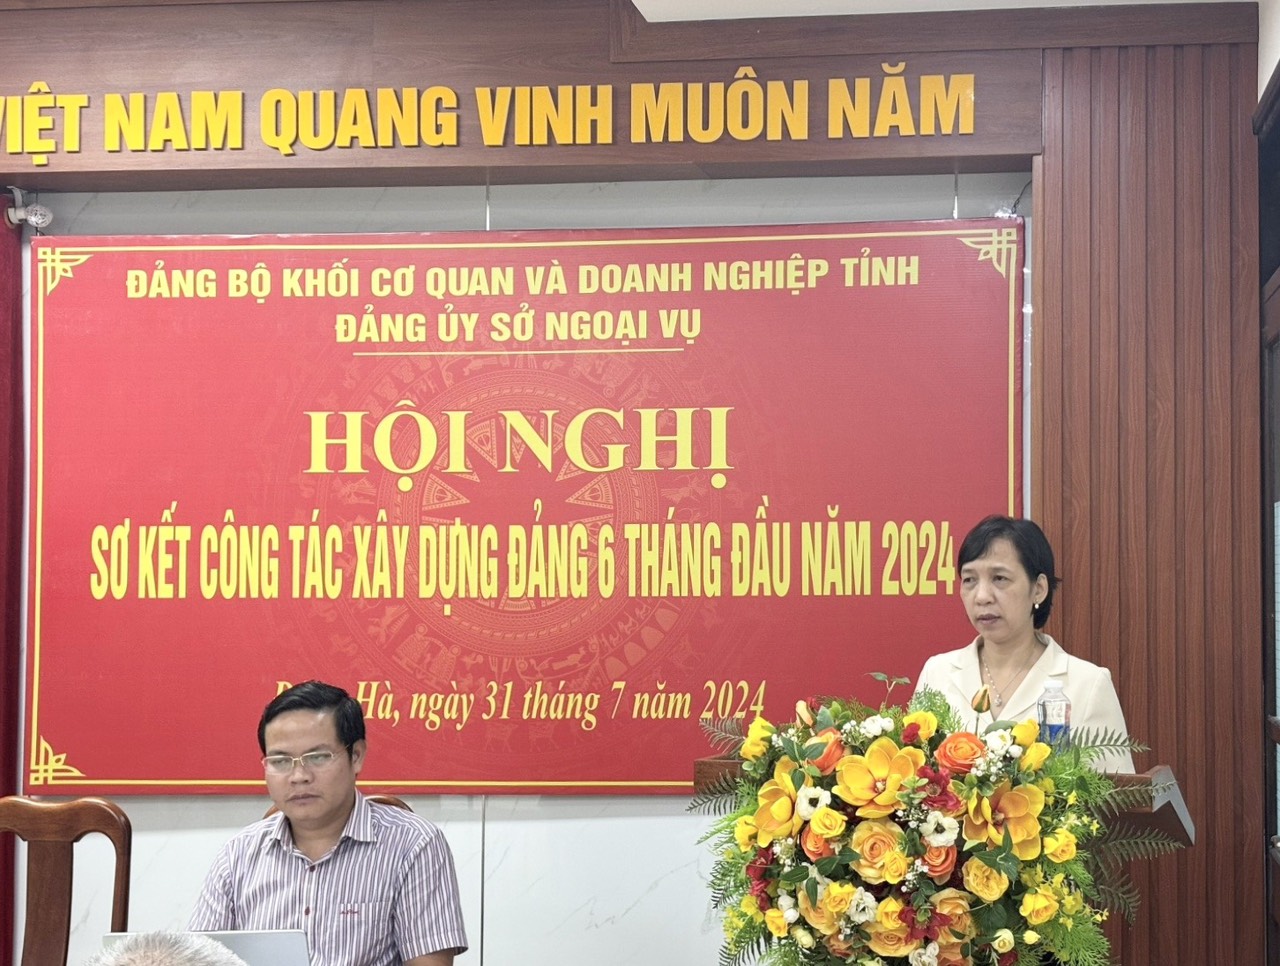 VIỆT NAM QUANG VINH MUÔN NĂM
ĐẢNG BỘ KHỐI CƠ QUAN VÀ DOANH NGHIỆP TỈNH
ĐẢNG ỦY SỞ NGOẠI VỤ
HỘI NGHỊ
SƠ KẾT CÔNG TÁC XÂY DỰNG ĐẢNG 6 THÁNG ĐẦU NĂM 2024
Hà, ngày 31 tháng 7 năm 2024